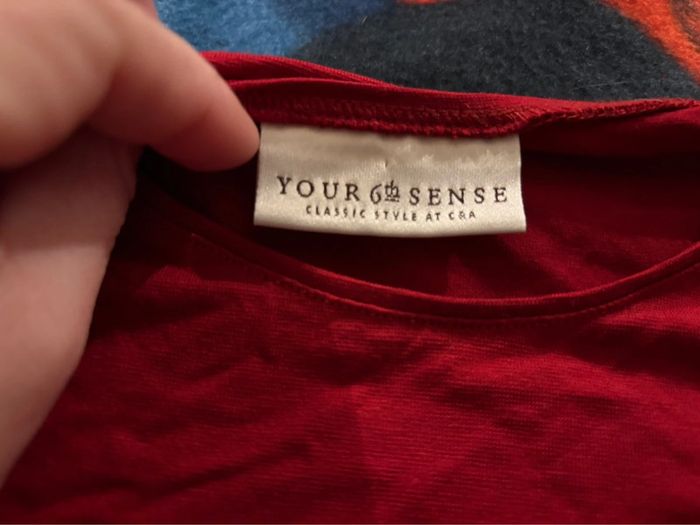 YOUR 6th SENSE
CLASSIC STYLE AT C&A